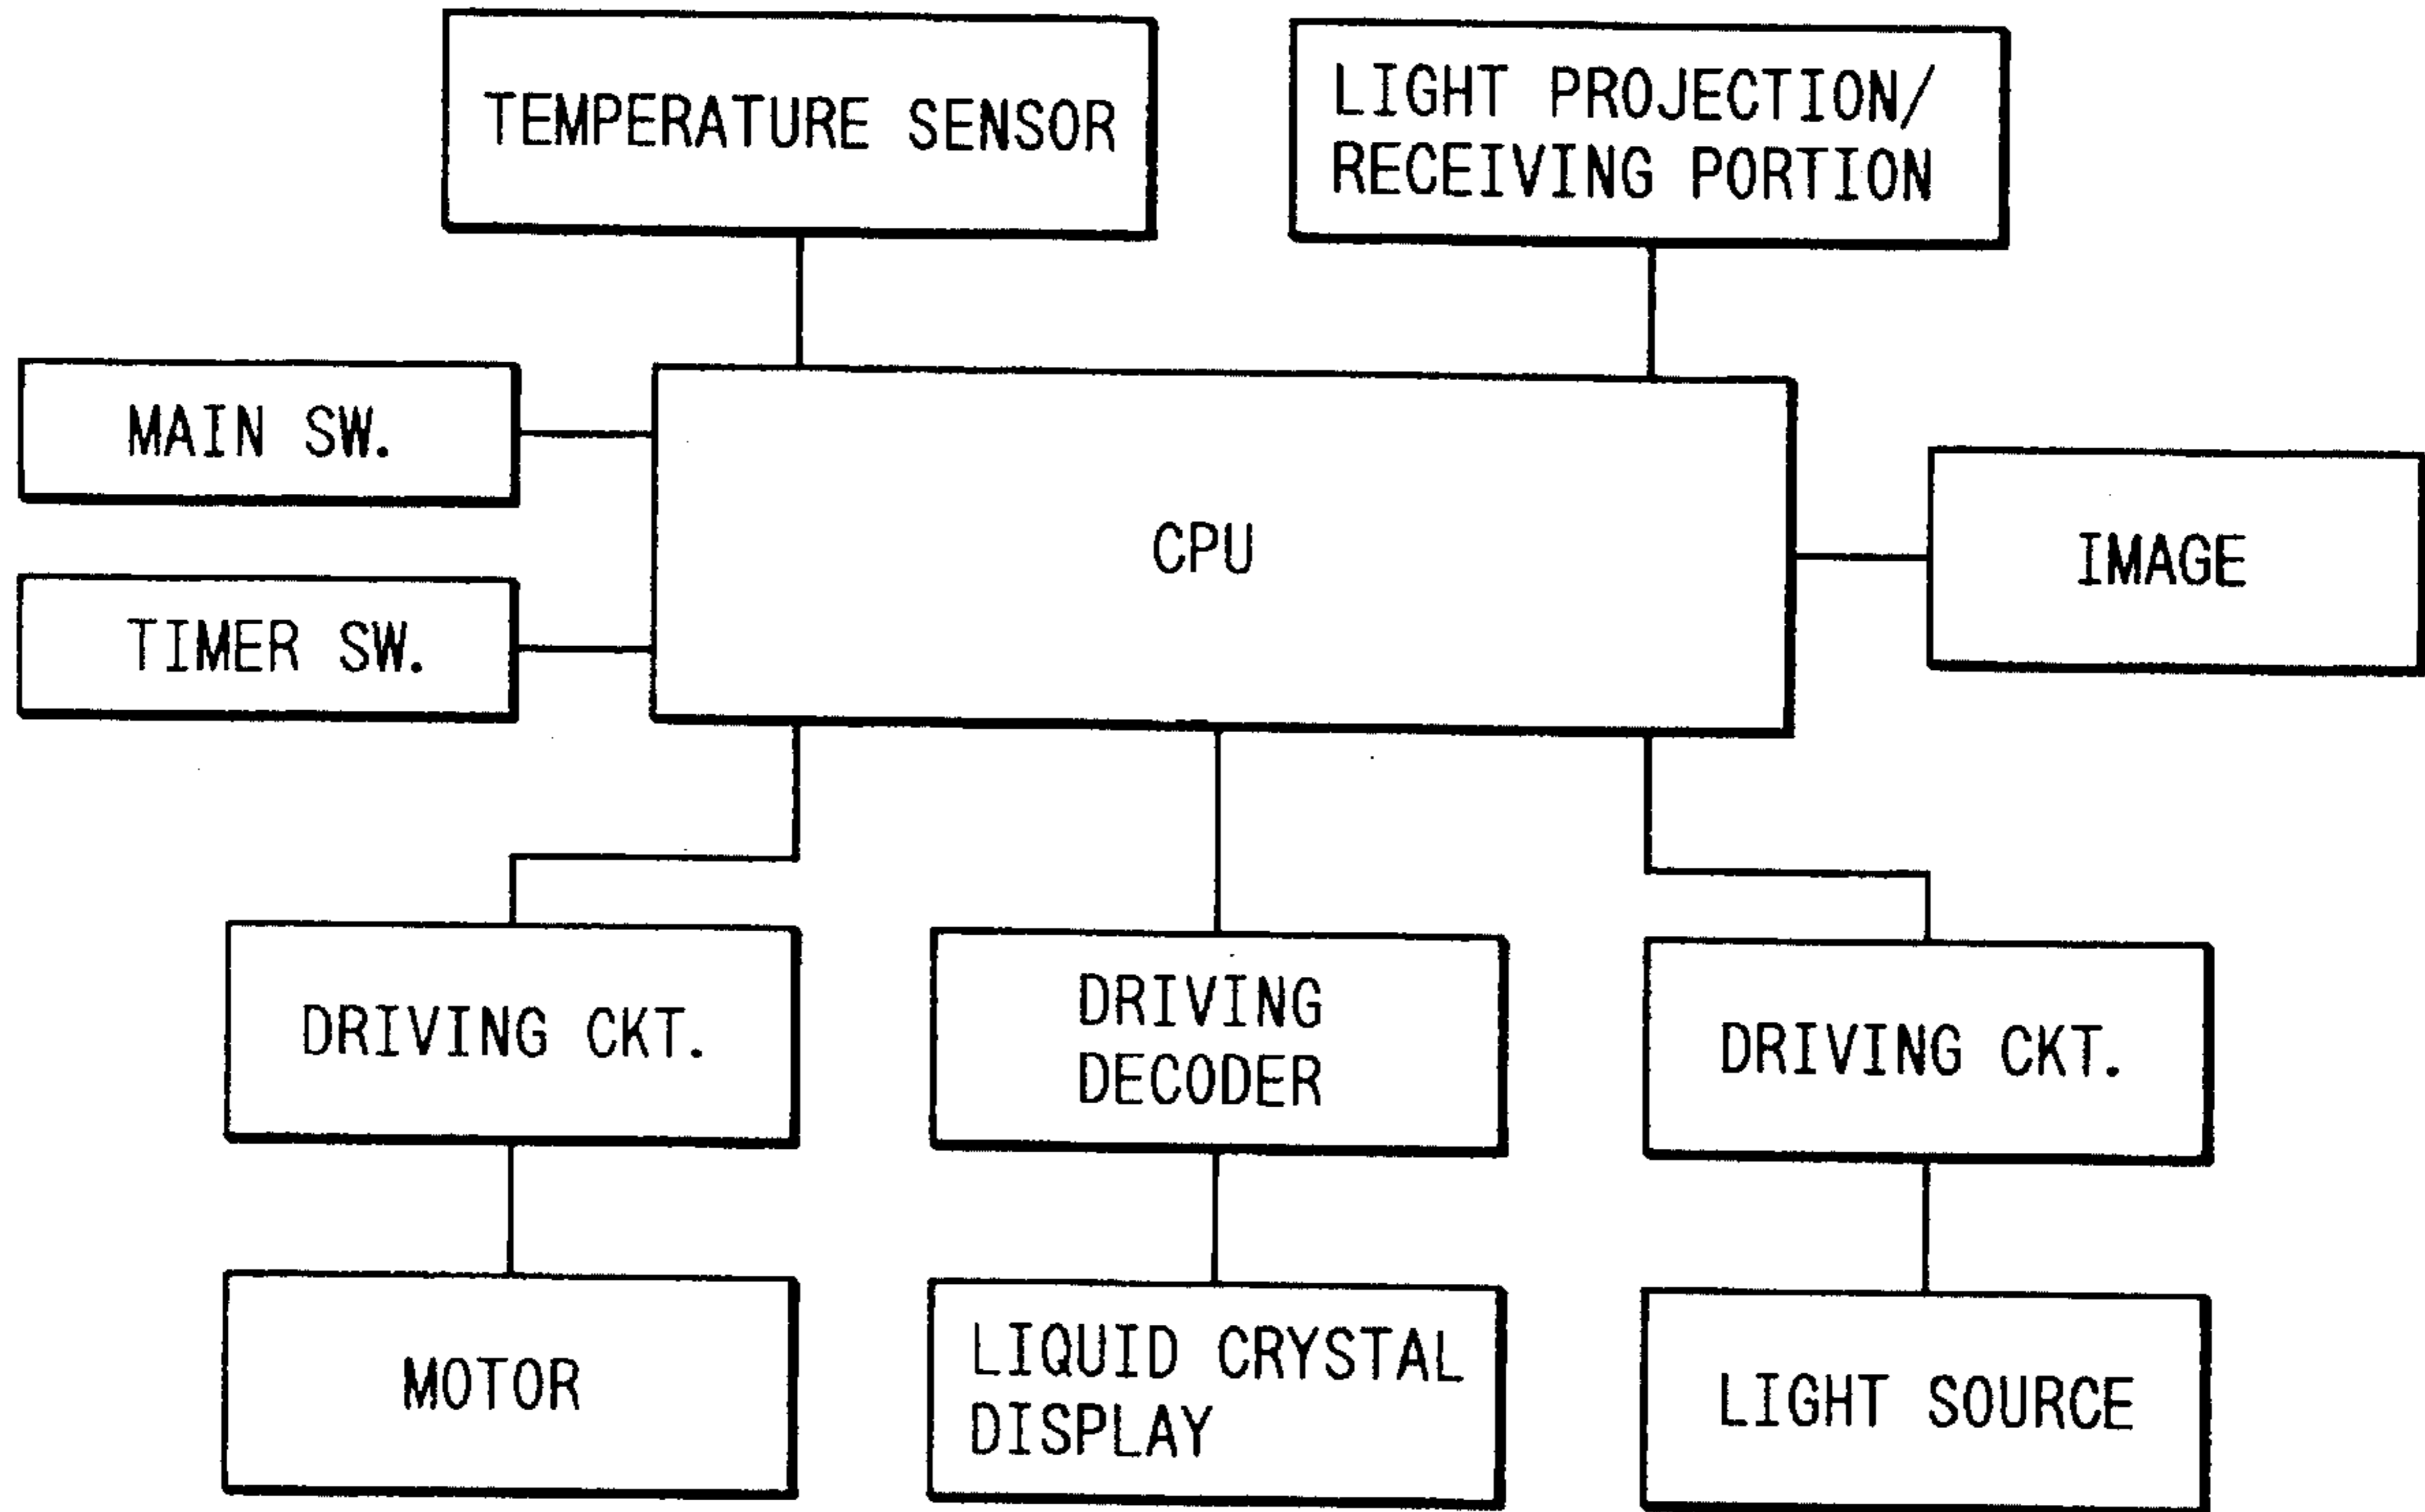 TEMPERATURE SENSOR
LIGHT PROJECTION/
RECEIVING PORTION
MAIN SW.
CPU
IMAGE
TIMER SW.
DRIVING CKT.
DRIVING
DECODER
DRIVING CKT.
MOTOR
LIQUID CRYSTAL
DISPLAY
LIGHT SOURCE